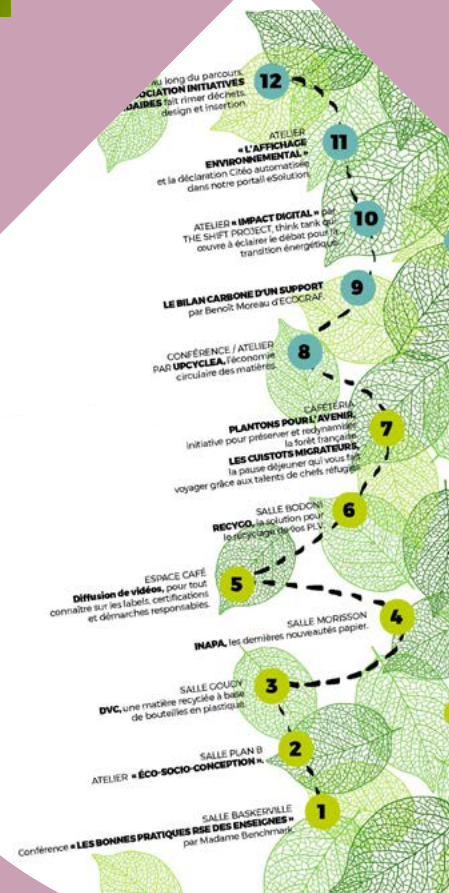 12
au long du parcours,
OCIATION INITIATIVES
DAIRES fait rimer déchets,
design et insertion
11
ATELIER
« L'AFFICHAGE
ENVIRONNEMENTAL »
et la déclaration Citéo automatisée
dans notre portail eSolution.
10
ATELIER « IMPACT DIGITAL » par
THE SHIFT PROJECT, think tank qui
œuvre à éclairer le débat pour la
transition énergétique.
9
LE BILAN CARBONE D'UN SUPPORT
par Benoît Moreau d'ECOGRAF.
8
CONFÉRENCE / ATELIER
PAR UPCYCLEA, l'économie
circulaire des matières.
7
CAFÉTÉRIA
PLANTONS POUR L'AVENIR,
initiative pour préserver et redynamiser
la forêt française.
LES CUISTOTS MIGRATEURS,
la pause déjeuner qui vous fait
voyager grâce aux talents de chefs réfugiés
6
SALLE BODONI
RECYGO, la solution pour
le recyclage de vos PLV.
5
ESPACE CAFÉ
Diffusion de vidéos, pour tout
connaître sur les labels, certifications
et démarches responsables.
4
SALLE MORISSON
INAPA, les dernières nouveautés papier.
3
SALLE GOUDY
DVC, une matière recyclée à base
de bouteilles en plastique.
2
SALLE PLAN B
ATELIER « ÉCO-SOCIO-CONCEPTION ».
1
SALLE BASKERVILLE
Conférence « LES BONNES PRATIQUES RSE DES ENSEIGNES »
par Madame Benchmark.